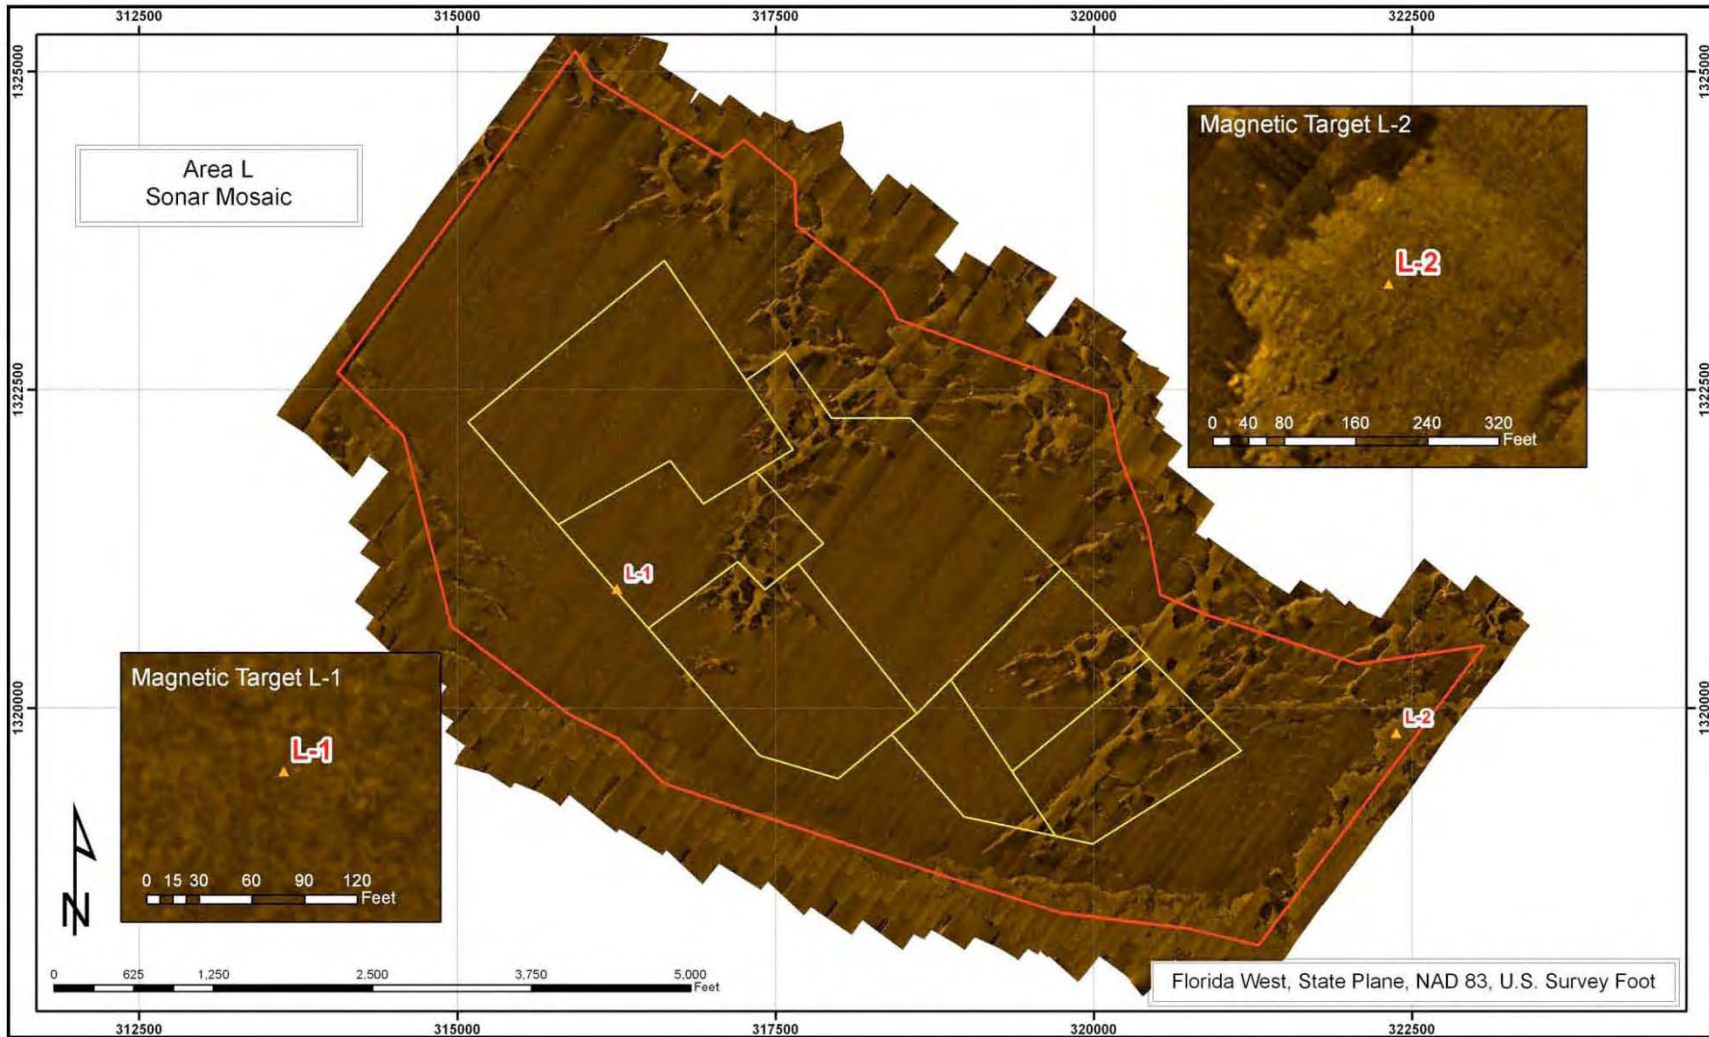 312500 315000 317500 320000 322500
1325000 1325000
Area L
Sonar Mosaic
Magnetic Target L-2
L-2
0 40 80 160 240 320
Feet
1322500 1322500
L-1
Magnetic Target L-1
L-1
0 15 30 60 90 120
Feet
1320000 1320000
L-2
N
0 625 1,250 2,500 3,750 5,000
Feet
Florida West, State Plane, NAD 83, U.S. Survey Foot
312500 315000 317500 320000 322500